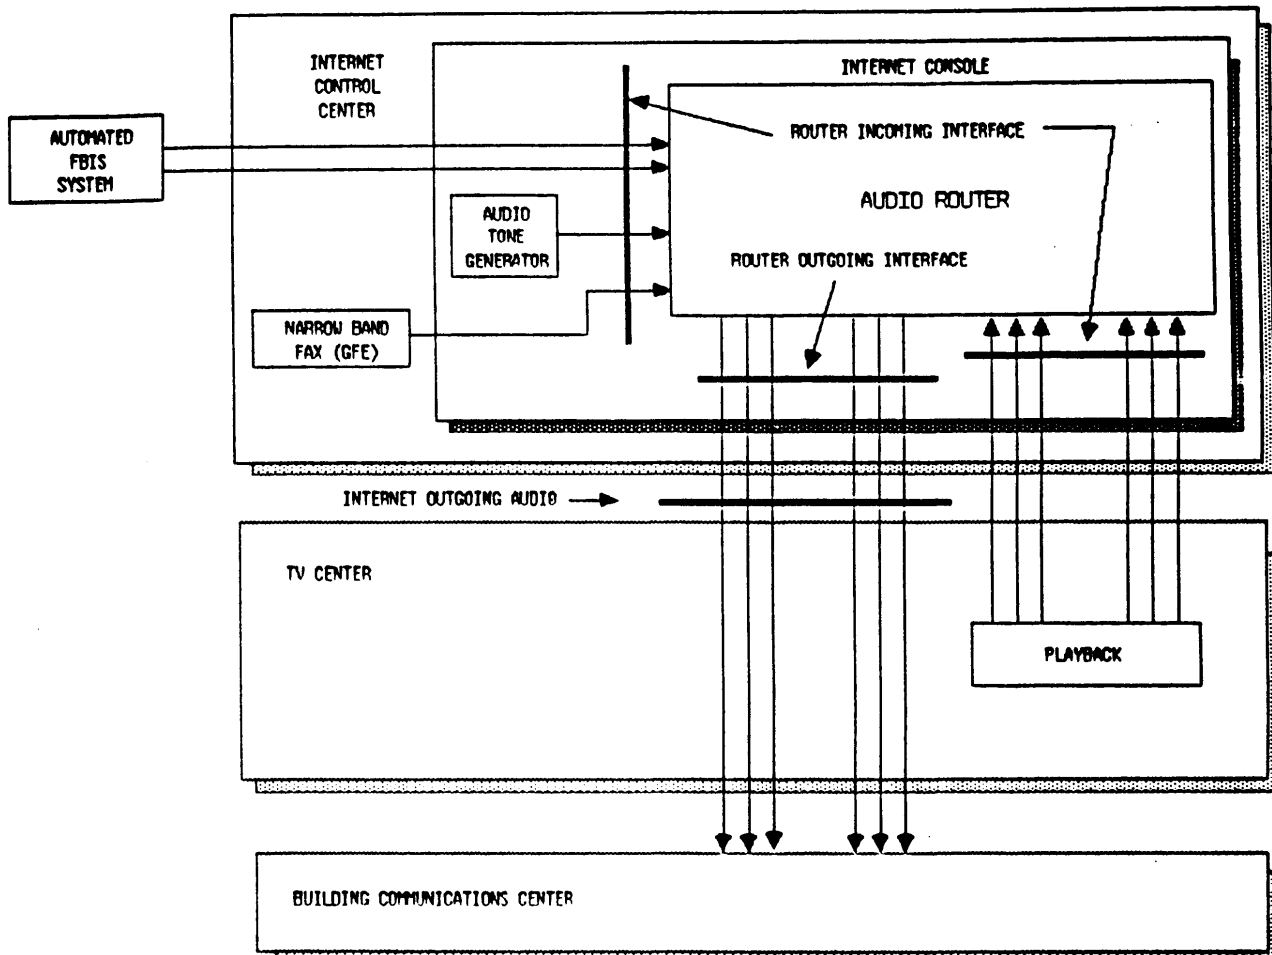 INTERNET
CONTROL
CENTER
INTERNET CONSOLE
AUTOMATED
FBIS
SYSTEM
ROUTER INCOMING INTERFACE
AUDIO ROUTER
AUDIO
TONE
GENERATOR
ROUTER OUTGOING INTERFACE
NARROW BAND
FAX (GFE)
INTERNET OUTGOING AUDIO
TV CENTER
PLAYBACK
BUILDING COMMUNICATIONS CENTER